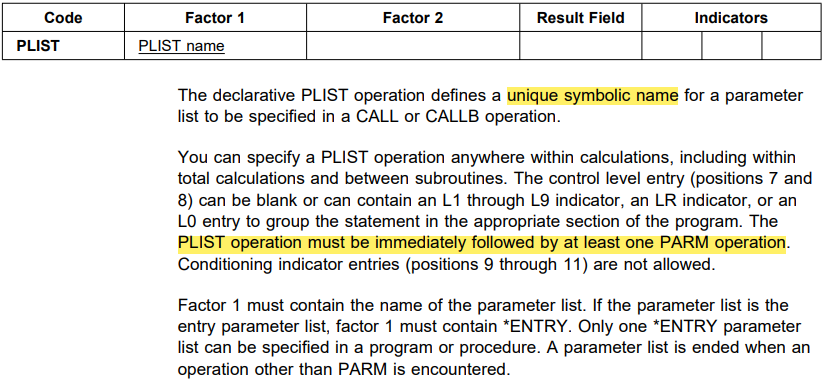 Code Factor 1 Factor 2 Result Field Indicators
PLIST PLIST name
The declarative PLIST operation defines a unique symbolic name for a parameter
list to be specified in a CALL or CALLB operation.
You can specify a PLIST operation anywhere within calculations, including within
total calculations and between subroutines. The control level entry (positions 7 and
8) can be blank or can contain an L1 through L9 indicator, an LR indicator, or an
L0 entry to group the statement in the appropriate section of the program. The
PLIST operation must be immediately followed by at least one PARM operation.
Conditioning indicator entries (positions 9 through 11) are not allowed.
Factor 1 must contain the name of the parameter list. If the parameter list is the
entry parameter list, factor 1 must contain *ENTRY. Only one *ENTRY parameter
list can be specified in a program or procedure. A parameter list is ended when an
operation other than PARM is encountered.